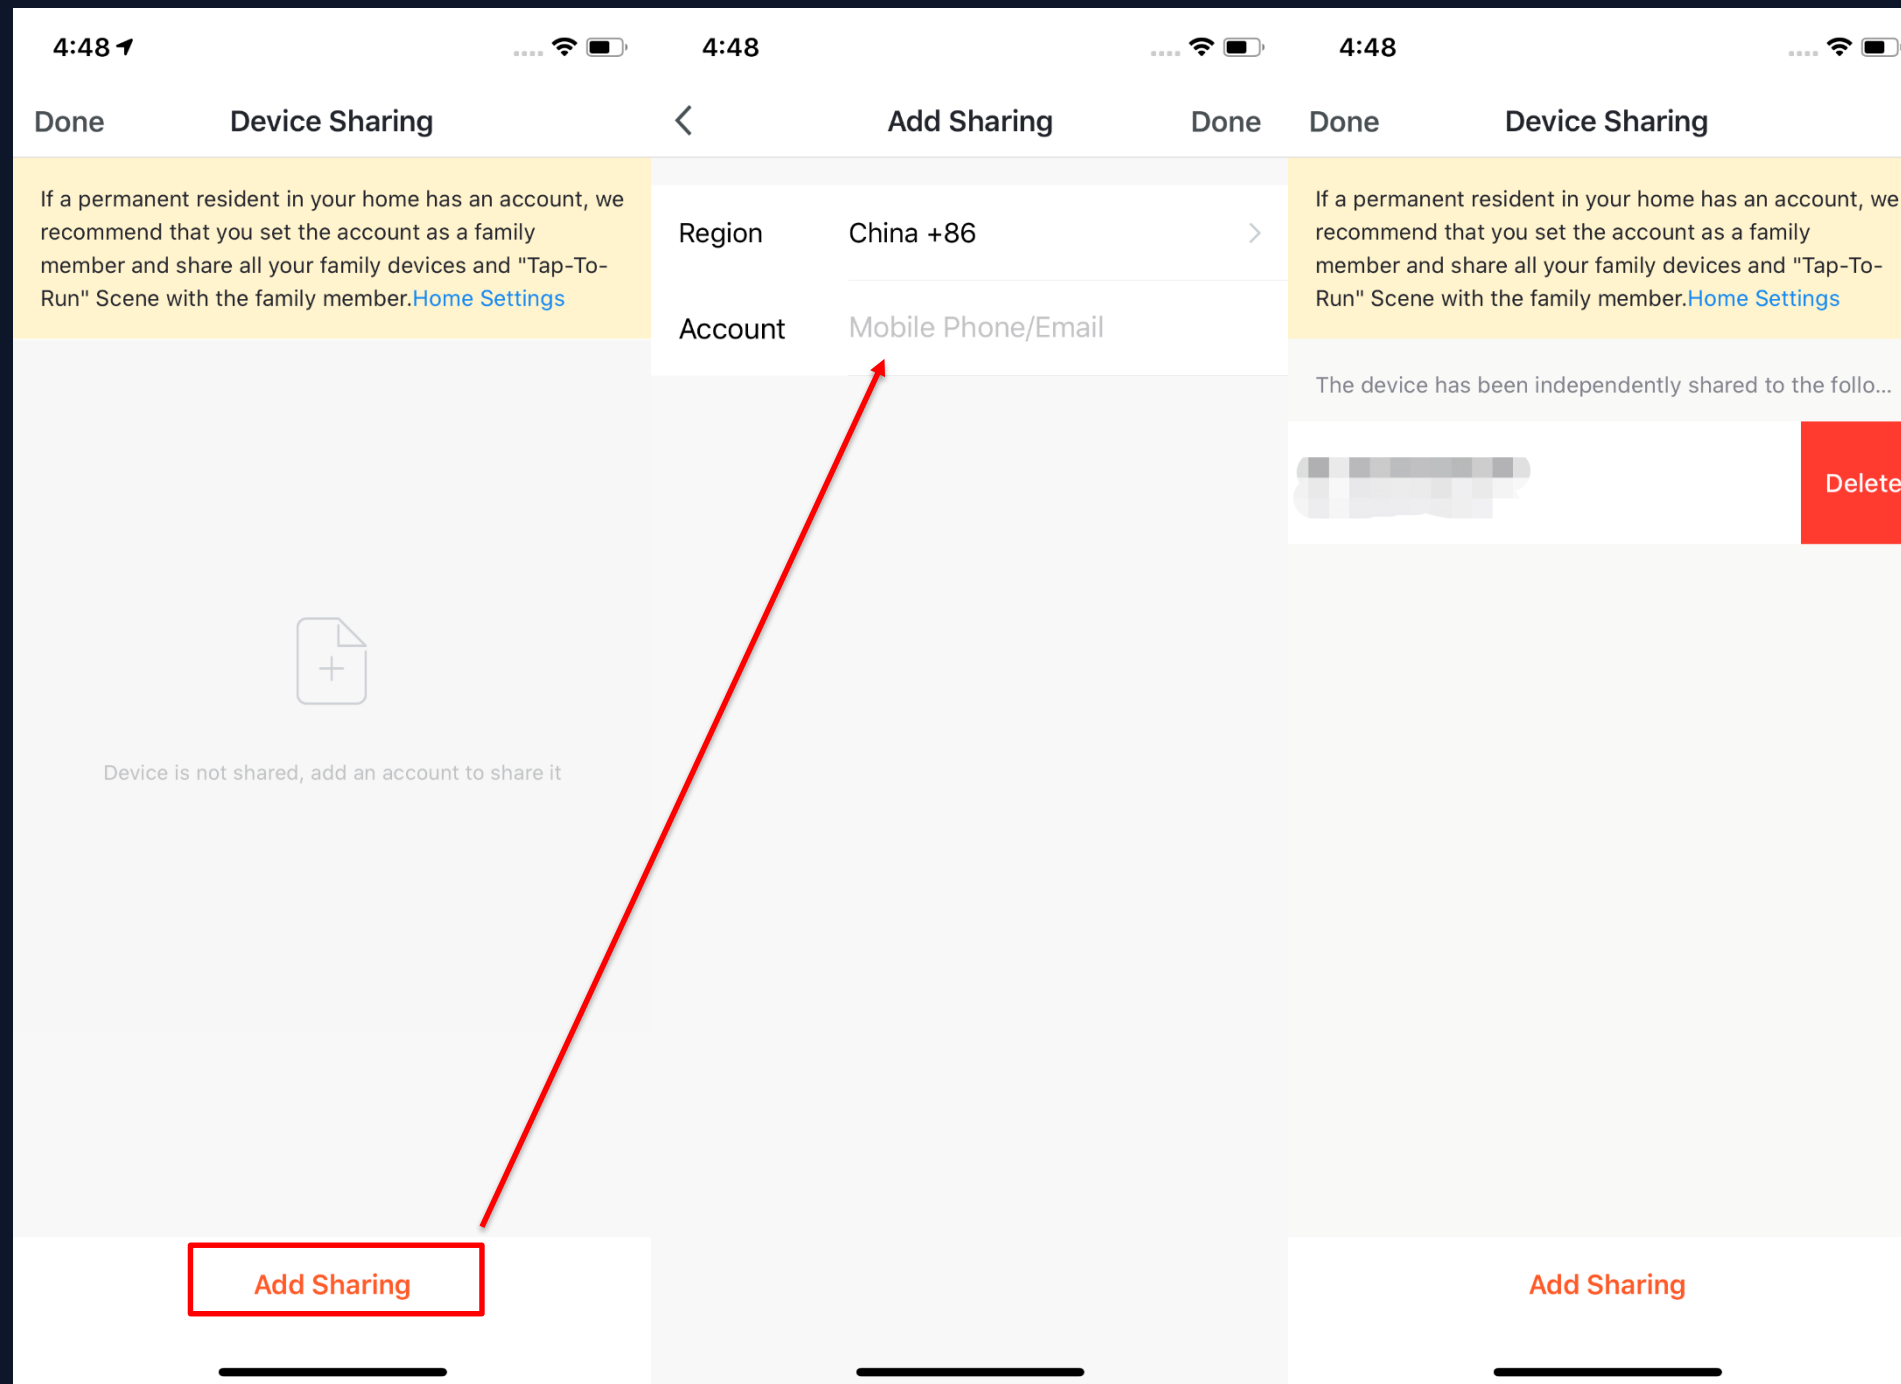 4:48
Done
Device Sharing
If a permanent resident in your home has an account, we
recommend that you set the account as a family
member and share all your family devices and "Tap-To-
Run" Scene with the family member.Home Settings
Device is not shared, add an account to share it
Add Sharing
4:48
Add Sharing
Done
Region
China +86
Account
Mobile Phone/Email
4:48
Done
Device Sharing
If a permanent resident in your home has an account, we
recommend that you set the account as a family
member and share all your family devices and "Tap-To-
Run" Scene with the family member.Home Settings
The device has been independently shared to the follo...
Delete
Add Sharing